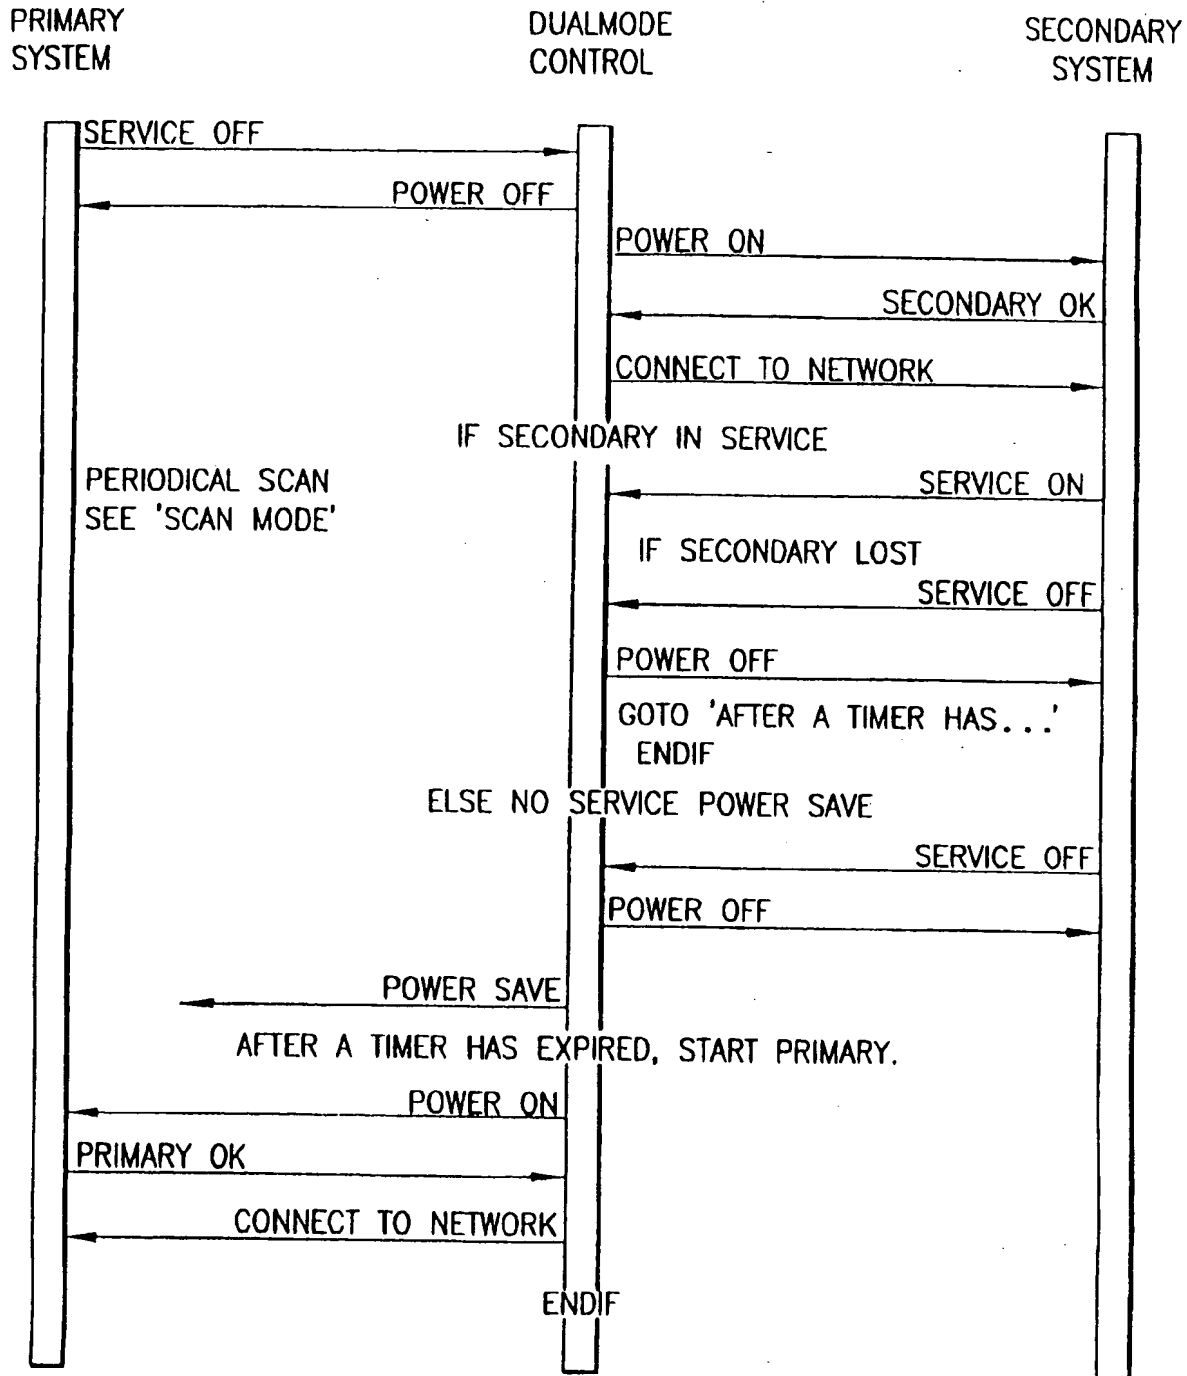 PRIMARY
SYSTEM
DUALMODE
CONTROL
SECONDARY
SYSTEM
SERVICE OFF
POWER OFF
POWER ON
SECONDARY OK
CONNECT TO NETWORK
IF SECONDARY IN SERVICE
PERIODICAL SCAN
SEE 'SCAN MODE'
SERVICE ON
IF SECONDARY LOST
SERVICE OFF
POWER OFF
GOTO 'AFTER A TIMER HAS...'
ENDIF
ELSE NO SERVICE POWER SAVE
SERVICE OFF
POWER OFF
POWER SAVE
AFTER A TIMER HAS EXPIRED, START PRIMARY.
POWER ON
PRIMARY OK
CONNECT TO NETWORK
ENDIF